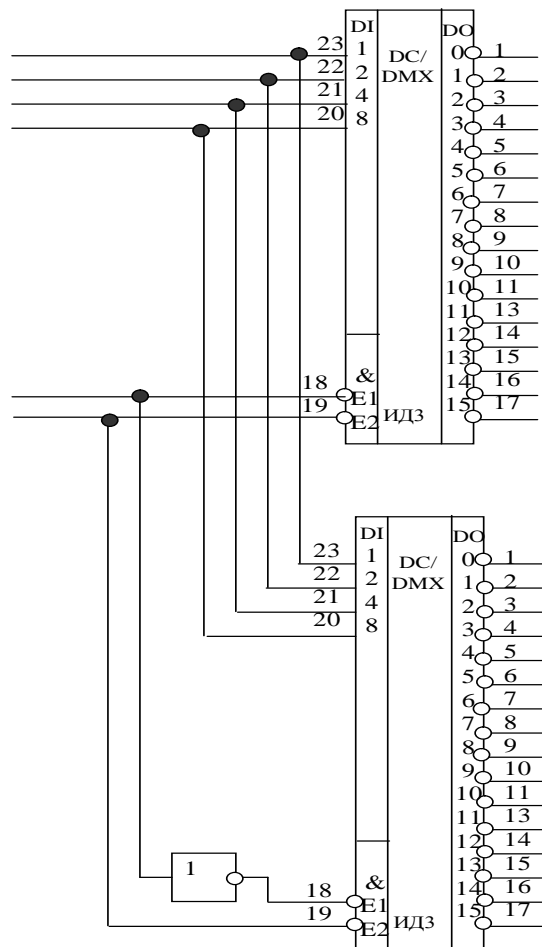 DI DO
23 1 DC/ 0 1
22 2 DMX 1 2
21 4 2 3
20 8 3 4
4 5
5 6
6 7
7 8
8 9
9 10
10 11
11 13
12 14
13 15
18 & 14 16
19 E1 15 17
E2 ИД3
DI DO
23 1 DC/ 0 1
22 2 DMX 1 2
21 4 2 3
20 8 3 4
4 5
5 6
6 7
7 8
8 9
9 10
10 11
11 13
12 14
1 13 15
18 & 14 16
19 E1 15 17
E2 ИД3